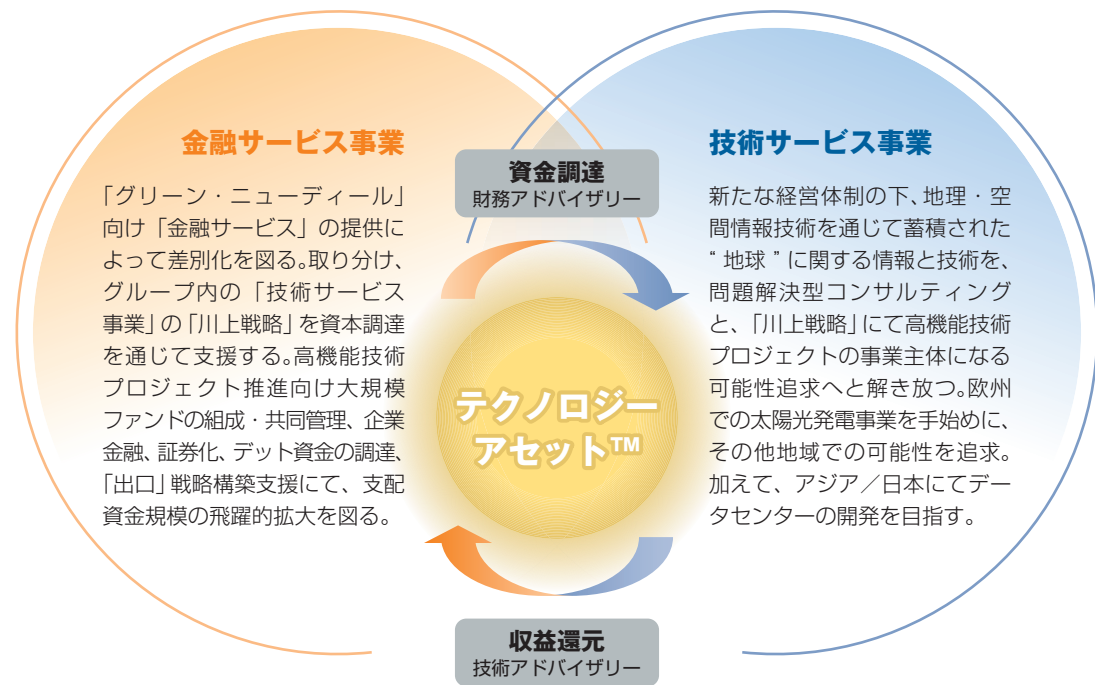 金融サービス事業
「グリーン・ニューディール」
向け「金融サービス」の提供に
よって差別化を図る。取り分け、
グループ内の「技術サービス
事業」の「川上戦略」を資本調達
を通じて支援する。高機能技術
プロジェクト推進向け大規模
ファンドの組成・共同管理、企業
金融、証券化、デット資金の調達、
「出口」戦略構築支援にて、支配
資金規模の飛躍的拡大を図る。
資金調達
財務アドバイザリー
テクノロジー
アセット™
収益還元
技術アドバイザリー
技術サービス事業
新たな経営体制の下、地理・空
間情報技術を通じて蓄積された
“ 地球 ” に関する情報と技術を、
問題解決型コンサルティング
と、「川上戦略」にて高機能技術
プロジェクトの事業主体になる
可能性追求へと解き放つ。欧州
での太陽光発電事業を手始めに、
その他地域での可能性を追求。
加えて、アジア／日本にてデー
タセンターの開発を目指す。